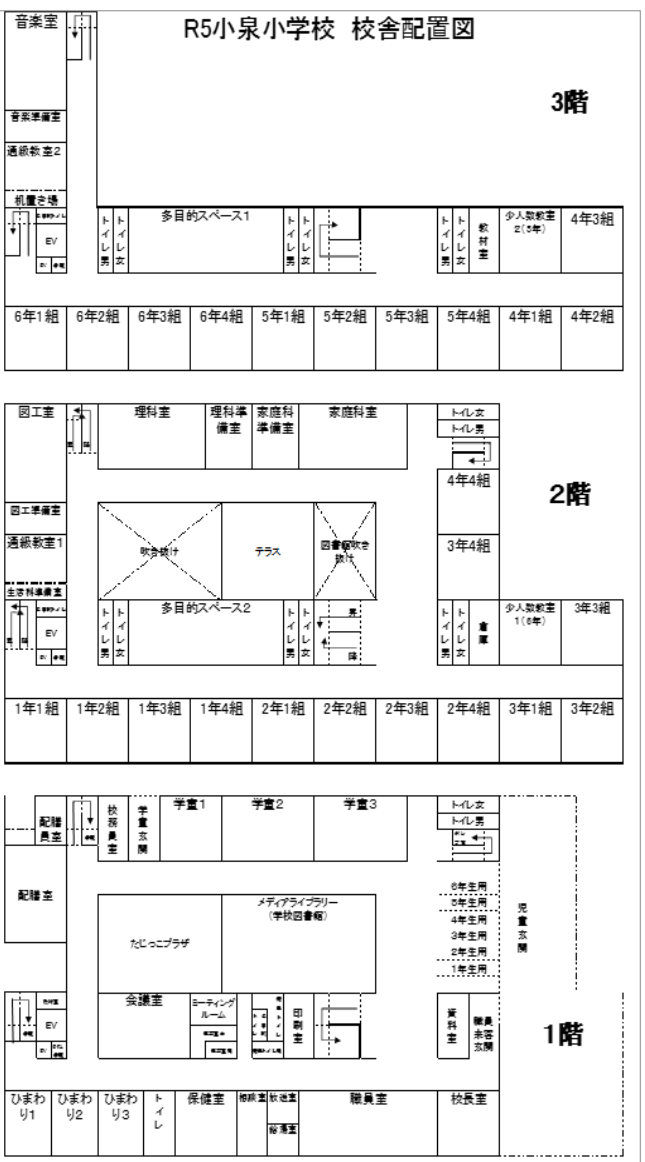 R5小泉小学校 校舎配置図
3階
音楽室
音楽準備室
通級教室2
机置き場
EV
トイレ男
トイレ女
多目的スペース1
トイレ男
トイレ女
トイレ男
トイレ女
教材室
少人数教室
2(5年)
4年3組
6年1組
6年2組
6年3組
6年4組
5年1組
5年2組
5年3組
5年4組
4年1組
4年2組
2階
図工室
理科室
理科準
備室
家庭科
準備室
家庭科室
トイレ女
トイレ男
4年4組
3年4組
図工準備室
通級教室1
生活科準備室
EV
吹き抜け
テラス
図書館吹き
抜け
トイレ男
トイレ女
多目的スペース2
トイレ男
トイレ女
昇
降
トイレ男
トイレ女
倉庫
少人数教室
1(6年)
3年3組
1年1組
1年2組
1年3組
1年4組
2年1組
2年2組
2年3組
2年4組
3年1組
3年2組
1階
配膳
員室
校務員室
学童玄関
学童1
学童2
学童3
トイレ女
トイレ男
配膳室
たじっこプラザ
メディアライブラリー
(学校図書館)
6年生用
5年生用
4年生用
3年生用
2年生用
1年生用
児童玄関
EV
会議室
ミーティング
ルーム
印刷室
資料室
職員
来客
玄関
ひまわ
り1
ひまわ
り2
ひまわ
り3
トイレ
保健室
相談室
放送室
給湯室
職員室
校長室